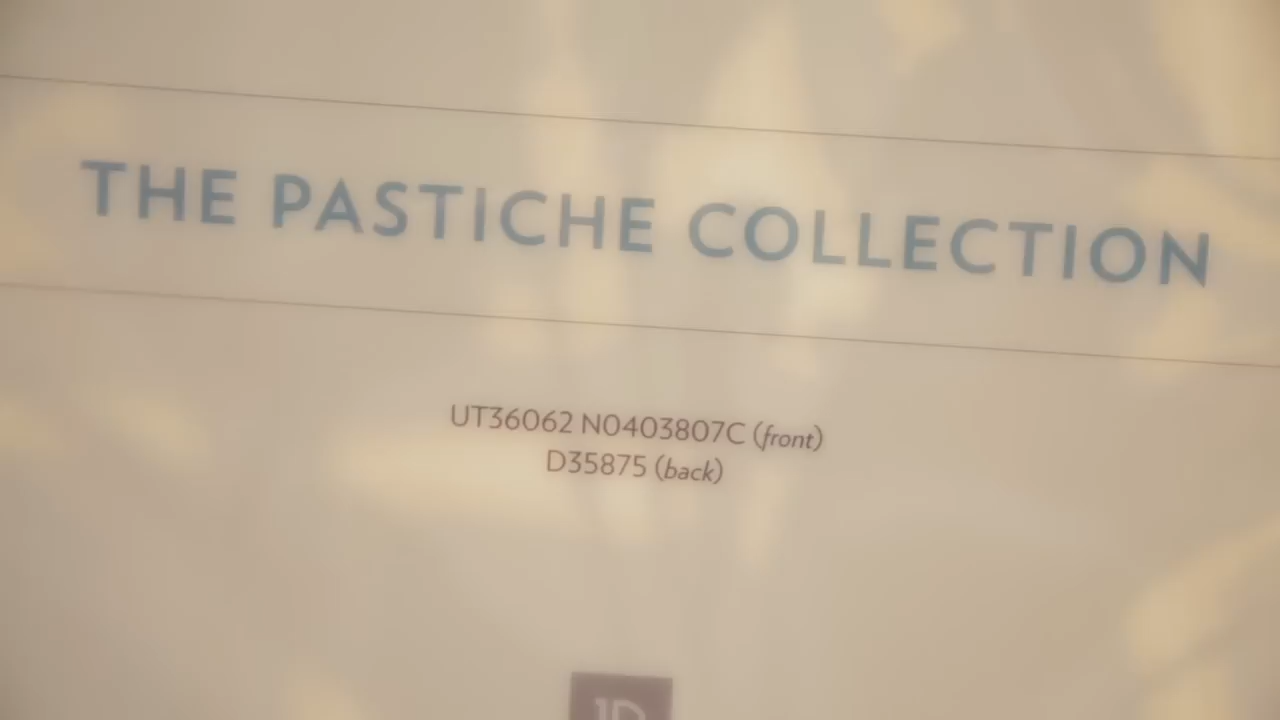 THE PASTICHE COLLECTION
UT36062 N0403807C (front)
D35875 (back)